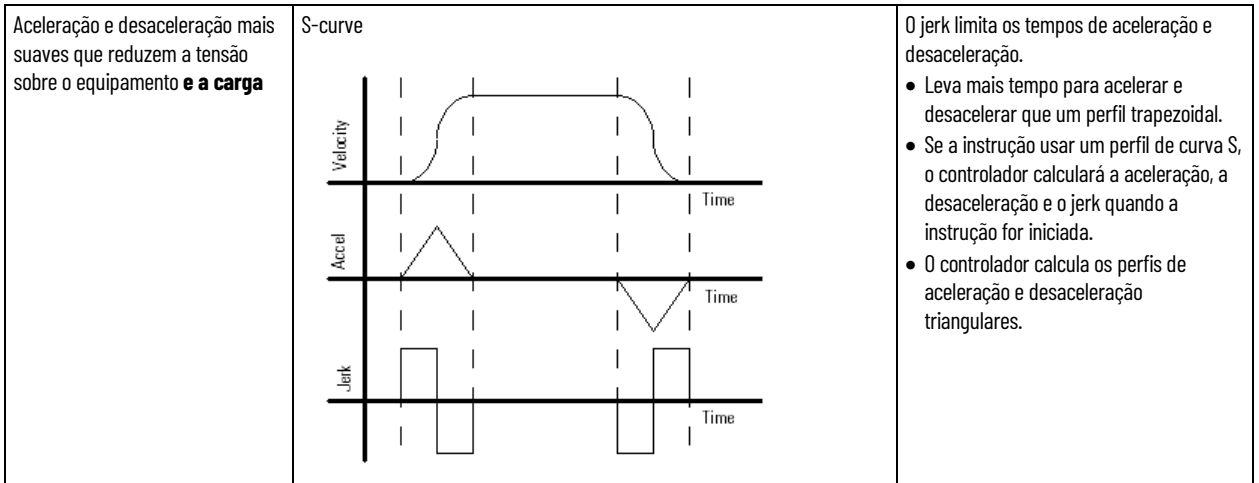 Aceleração e desaceleração mais
suaves que reduzem a tensão
sobre o equipamento e a carga
S-curve
Velocity
Time
Accel
Time
Jerk
Time
O jerk limita os tempos de aceleração e
desaceleração.
• Leva mais tempo para acelerar e
desacelerar que um perfil trapezoidal.
• Se a instrução usar um perfil de curva S,
o controlador calculará a aceleração, a
desaceleração e o jerk quando a
instrução for iniciada.
• O controlador calcula os perfis de
aceleração e desaceleração
triangulares.